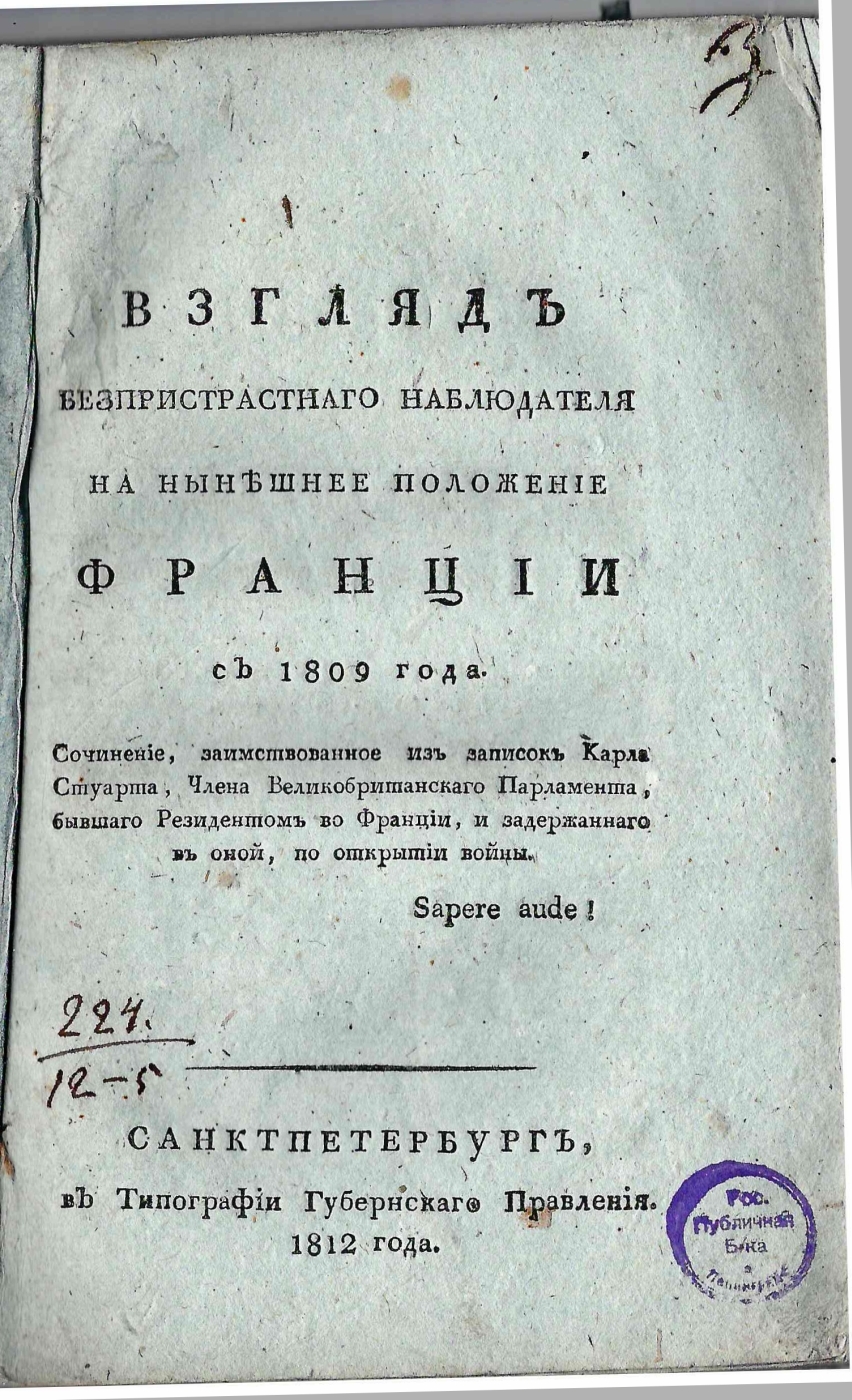 ВЗГЛЯДЪ
БЕЗПРИСТРАСТНАГО НАБЛЮДАТЕЛЯ
НА НЫНѢШНЕЕ ПОЛОЖЕНІЕ
ФРАНЦІИ
съ 1809 года.
Сочиненіе, заимствованное изъ записокъ Карла
Стуарта, Члена Великобританскаго Парламента,
бывшаго Резидентомъ во Франціи, и задержаннаго
въ оной, по открытіи войны.
Sapere aude!
224.
12-5
САНКТПЕТЕРБУРГЪ,
въ Типографіи Губернскаго Правленія.
1812 года.
Гос.
Публичная
Б-ка
в
Ленинграде